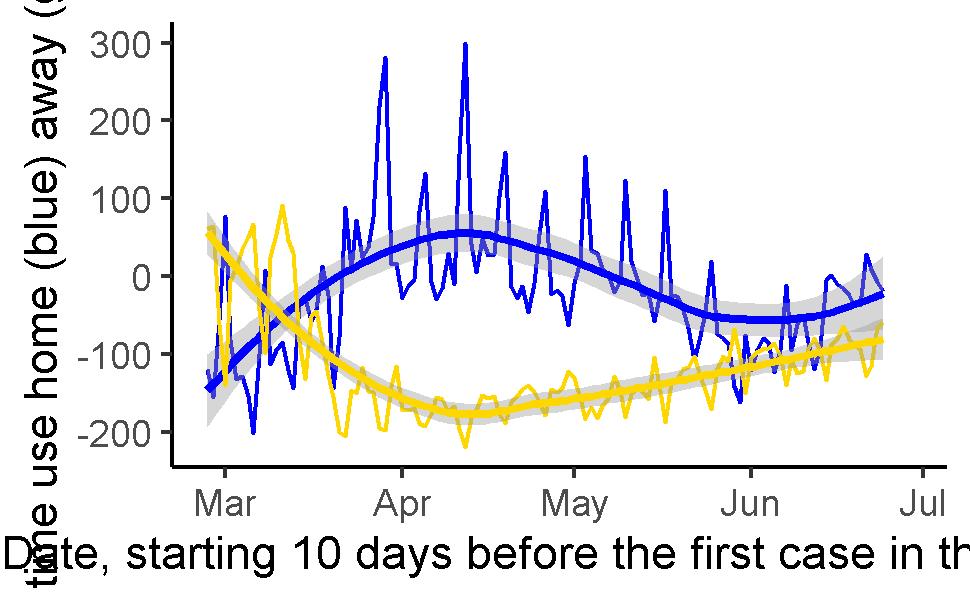 time use home (blue) away (
300
200
100
0
-100
-200
Mar
Apr
May
Jun
Jul
Date, starting 10 days before the first case in th